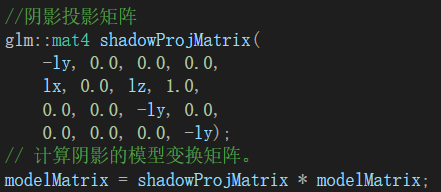 //阴影投影矩阵
glm::mat4 shadowProjMatrix(
-ly, 0.0, 0.0, 0.0,
lx, 0.0, lz, 1.0,
0.0, 0.0, -ly, 0.0,
0.0, 0.0, 0.0, -ly);
// 计算阴影的模型变换矩阵。
modelMatrix = shadowProjMatrix * modelMatrix;